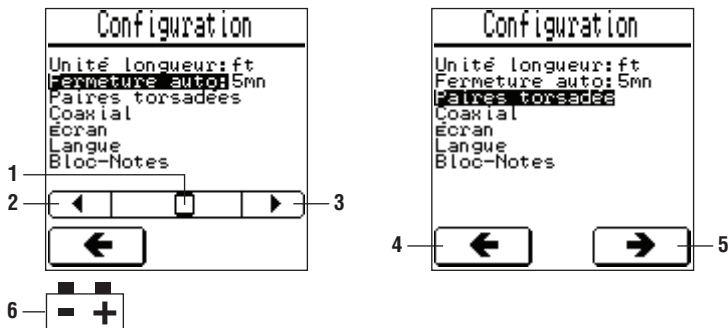 Configuration
Unité longueur:ft
Fermeture auto:5mn
Paires torsadées
Coaxial
Écran
Langue
Bloc-Notes
1
2
3
6
- +
Configuration
Unité longueur:ft
Fermeture auto:5mn
Paires torsadée
Coaxial
Écran
Langue
Bloc-Notes
4
5